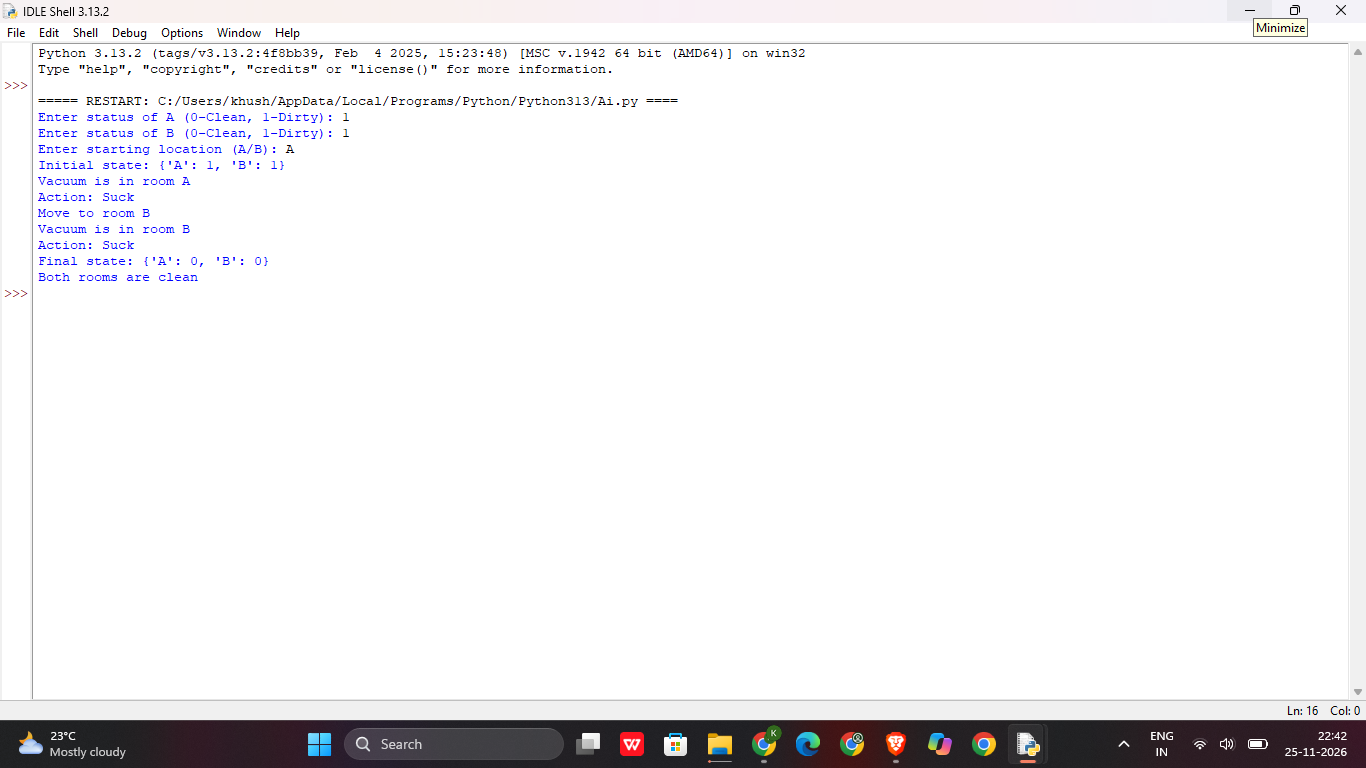 IDLE Shell 3.13.2
Minimize
File Edit Shell Debug Options Window Help
Python 3.13.2 (tags/v3.13.2:4f8bb39, Feb  4 2025, 15:23:48) [MSC v.1942 64 bit (AMD64)] on win32
Type "help", "copyright", "credits" or "license()" for more information.
>>>
===== RESTART: C:/Users/khush/AppData/Local/Programs/Python/Python313/Ai.py ====
Enter status of A (0-Clean, 1-Dirty): 1
Enter status of B (0-Clean, 1-Dirty): 1
Enter starting location (A/B): A
Initial state: {'A': 1, 'B': 1}
Vacuum is in room A
Action: Suck
Move to room B
Vacuum is in room B
Action: Suck
Final state: {'A': 0, 'B': 0}
Both rooms are clean
>>>
Ln: 16 Col: 0
23°C
Mostly cloudy
Search
W
K
ENG
IN
22:42
25-11-2026